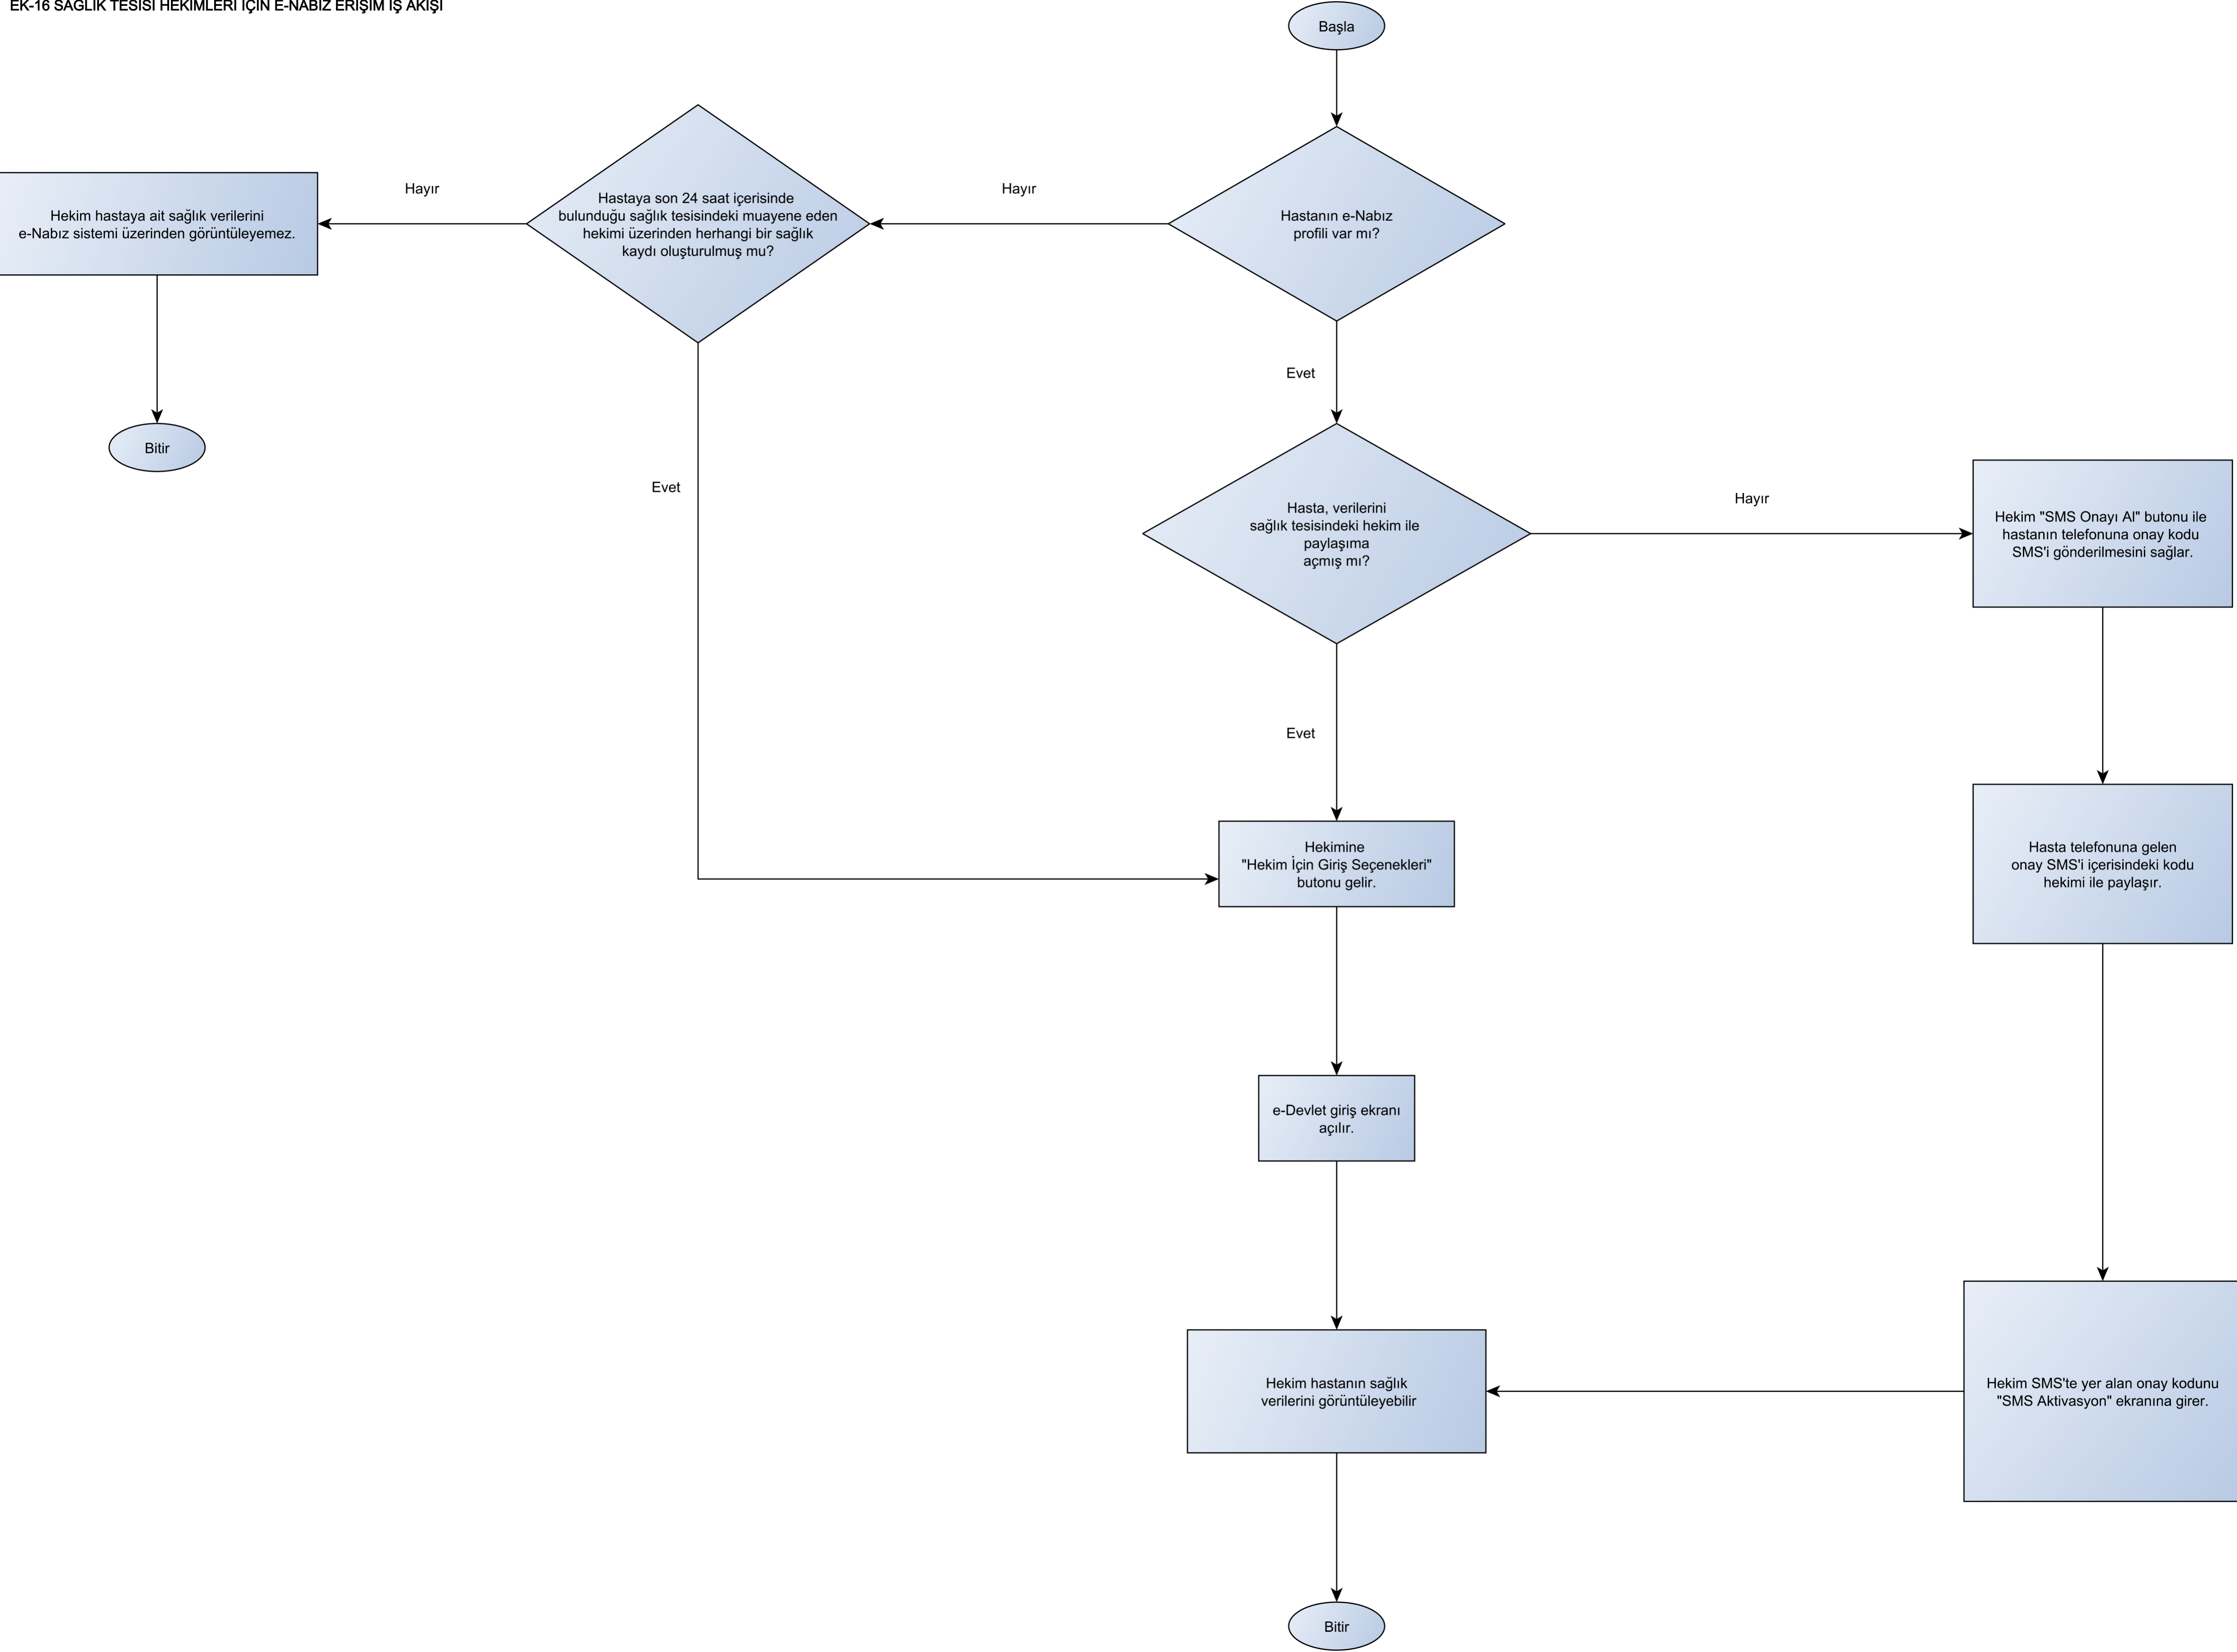 EK-16 SAĞLIK TESİSİ HEKİMLERİ İÇİN E-NABIZ ERİŞİM İŞ AKIŞI
Başla
Hastanın e-Nabız
profili var mı?
Hayır
Hastaya son 24 saat içerisinde
bulunduğu sağlık tesisindeki muayene eden
hekimi üzerinden herhangi bir sağlık
kaydı oluşturulmuş mu?
Hayır
Hekim hastaya ait sağlık verilerini
e-Nabız sistemi üzerinden görüntüleyemez.
Bitir
Evet
Evet
Hasta, verilerini
sağlık tesisindeki hekim ile
paylaşıma
açmış mı?
Hayır
Hekim "SMS Onayı Al" butonu ile
hastanın telefonuna onay kodu
SMS'i gönderilmesini sağlar.
Evet
Hekimine
"Hekim İçin Giriş Seçenekleri"
butonu gelir.
Hasta telefonuna gelen
onay SMS'i içerisindeki kodu
hekimi ile paylaşır.
e-Devlet giriş ekranı
açılır.
Hekim hastanın sağlık
verilerini görüntüleyebilir
Hekim SMS'te yer alan onay kodunu
"SMS Aktivasyon" ekranına girer.
Bitir